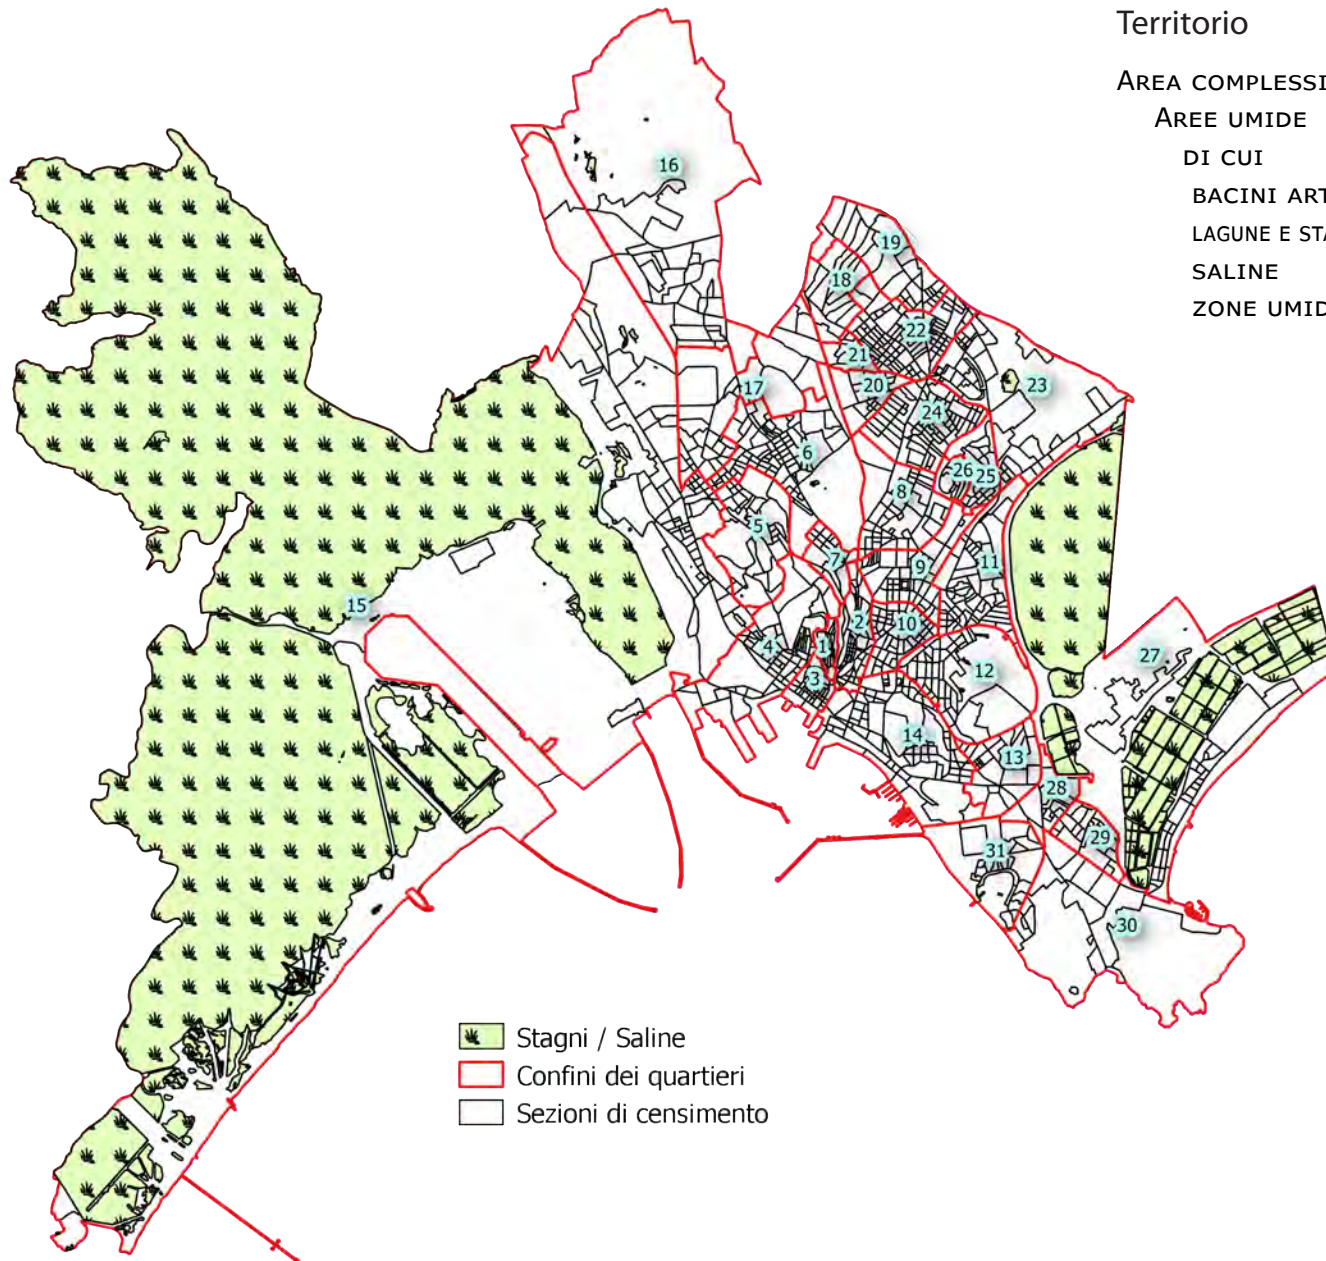 Territorio
AREA COMPLESSI
AREE UMIDE
DI CUI
BACINI ART
LAGUNE E STA
SALINE
ZONE UMID
16
19
18
22
21
20
23
17
24
6
26
25
8
5
7
9
11
15
2
10
1
4
3
12
27
14
13
28
29
31
30
Stagni / Saline
Confini dei quartieri
Sezioni di censimento